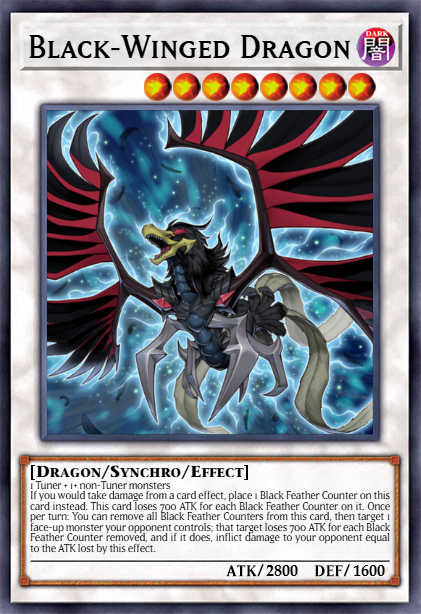 Black-Winged Dragon
DARK
闇
[Dragon/Synchro/Effect]
1 Tuner + 1+ non-Tuner monsters
If you would take damage from a card effect, place 1 Black Feather Counter on this
card instead. This card loses 700 ATK for each Black Feather Counter on it. Once
per turn: You can remove all Black Feather Counters from this card, then target 1
face-up monster your opponent controls; that target loses 700 ATK for each Black
Feather Counter removed, and if it does, inflict damage to your opponent equal
to the ATK lost by this effect.
ATK/2800 DEF/1600